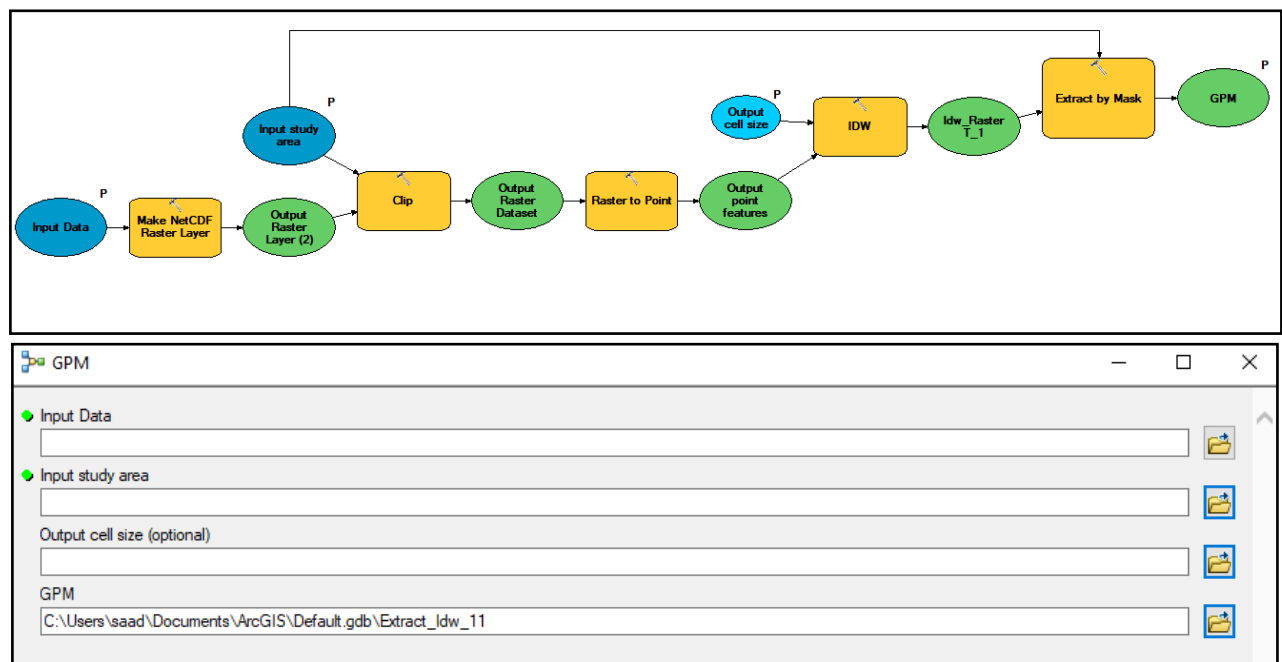 P
Input study
area
P
Input Data
Make NetCDF
Raster Layer
Output
Raster
Layer (2)
Clip
Output
Raster
Dataset
Raster to Point
Output
point
features
P
Output
cell size
IDW
Idw_Raster
T_1
Extract by Mask
P
GPM
GPM
Input Data
Input study area
Output cell size (optional)
GPM
C:\Users\saad\Documents\ArcGIS\Default.gdb\Extract_Idw_11